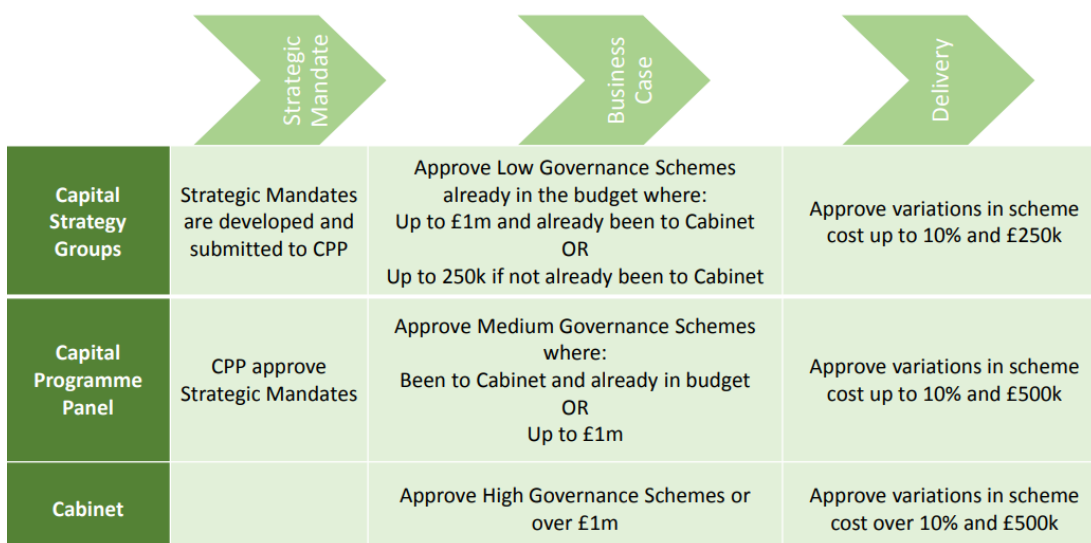 Strategic
Mandate
Business
Case
Delivery
Capital
Strategy
Groups
Strategic Mandates
are developed and
submitted to CPP
Approve Low Governance Schemes
already in the budget where:
Up to £1m and already been to Cabinet
OR
Up to 250k if not already been to Cabinet
Approve variations in scheme
cost up to 10% and £250k
Capital
Programme
Panel
CPP approve
Strategic Mandates
Approve Medium Governance Schemes
where:
Been to Cabinet and already in budget
OR
Up to £1m
Approve variations in scheme
cost up to 10% and £500k
Cabinet
Approve High Governance Schemes or
over £1m
Approve variations in scheme
cost over 10% and £500k